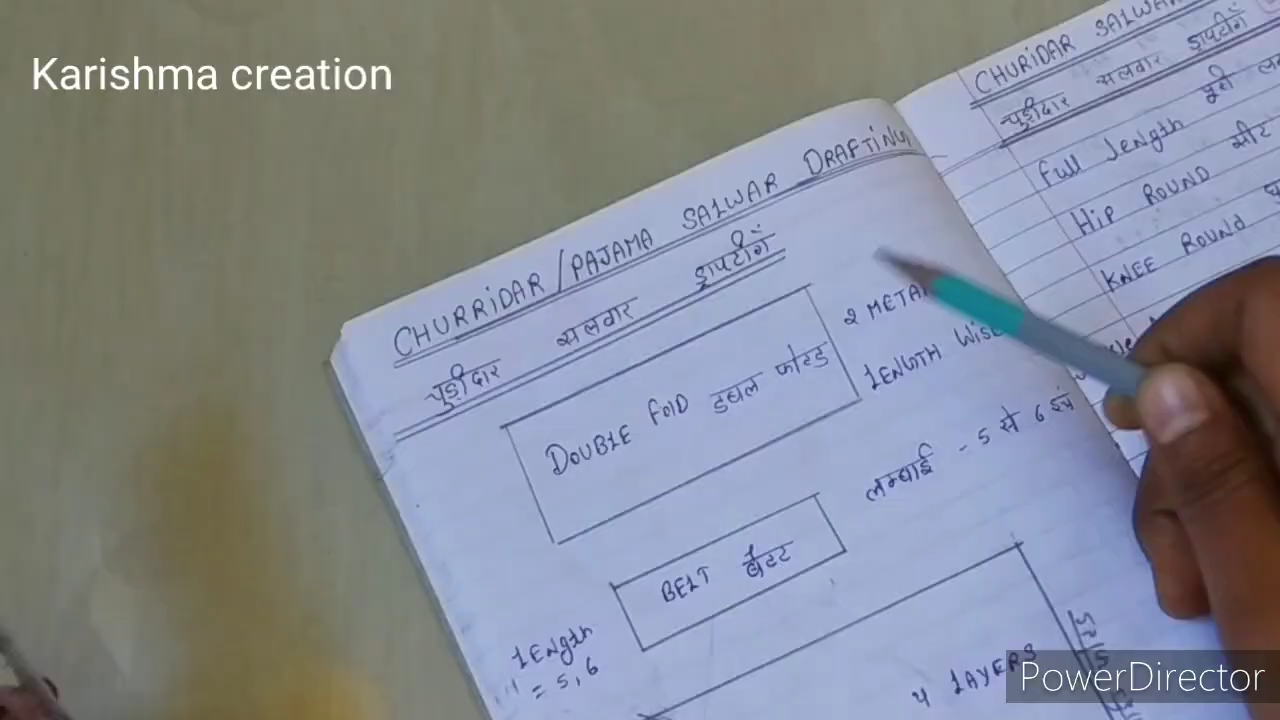 Karishma creation
CHURRIDAR/PAJAMA SALWAR DRAFTING
चुड़ीदार सलवार ड्राफ्टींगें
DOUBLE FOLD डबल फोल्ड
2 METAR
LENGTH WISE
BELT बैल्ट
लम्बाई - 5 से 6 इंच
LENGTH
= 5, 6
4 LAYERS
CHURIDAR SALWAR
चुड़ीदार सलवार ड्राफ्टींगें
FULL LENGTH पूरी
HIP ROUND सीट
KNEE ROUND
PowerDirector